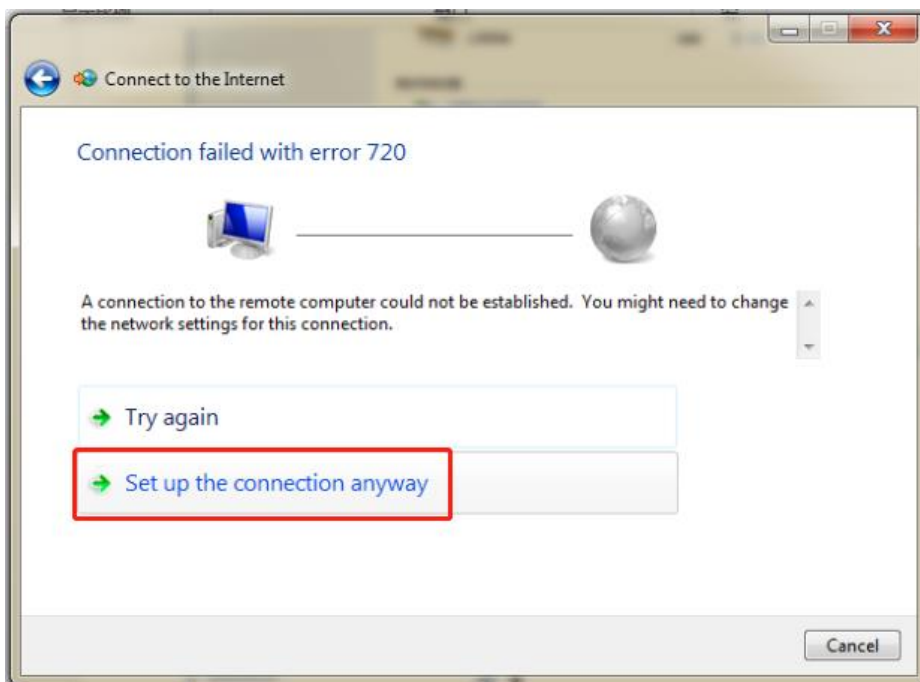 Connect to the Internet
Connection failed with error 720
A connection to the remote computer could not be established. You might need to change
the network settings for this connection.
Try again
Set up the connection anyway
Cancel